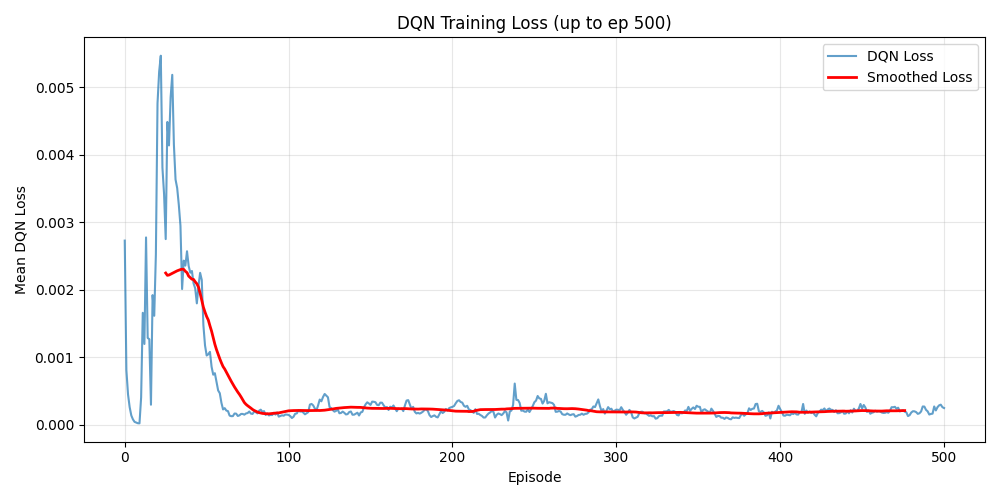 DQN Training Loss (up to ep 500)
DQN Loss
Smoothed Loss
0.005
0.004
0.003
0.002
0.001
0.000
Mean DQN Loss
0 100 200 300 400 500
Episode